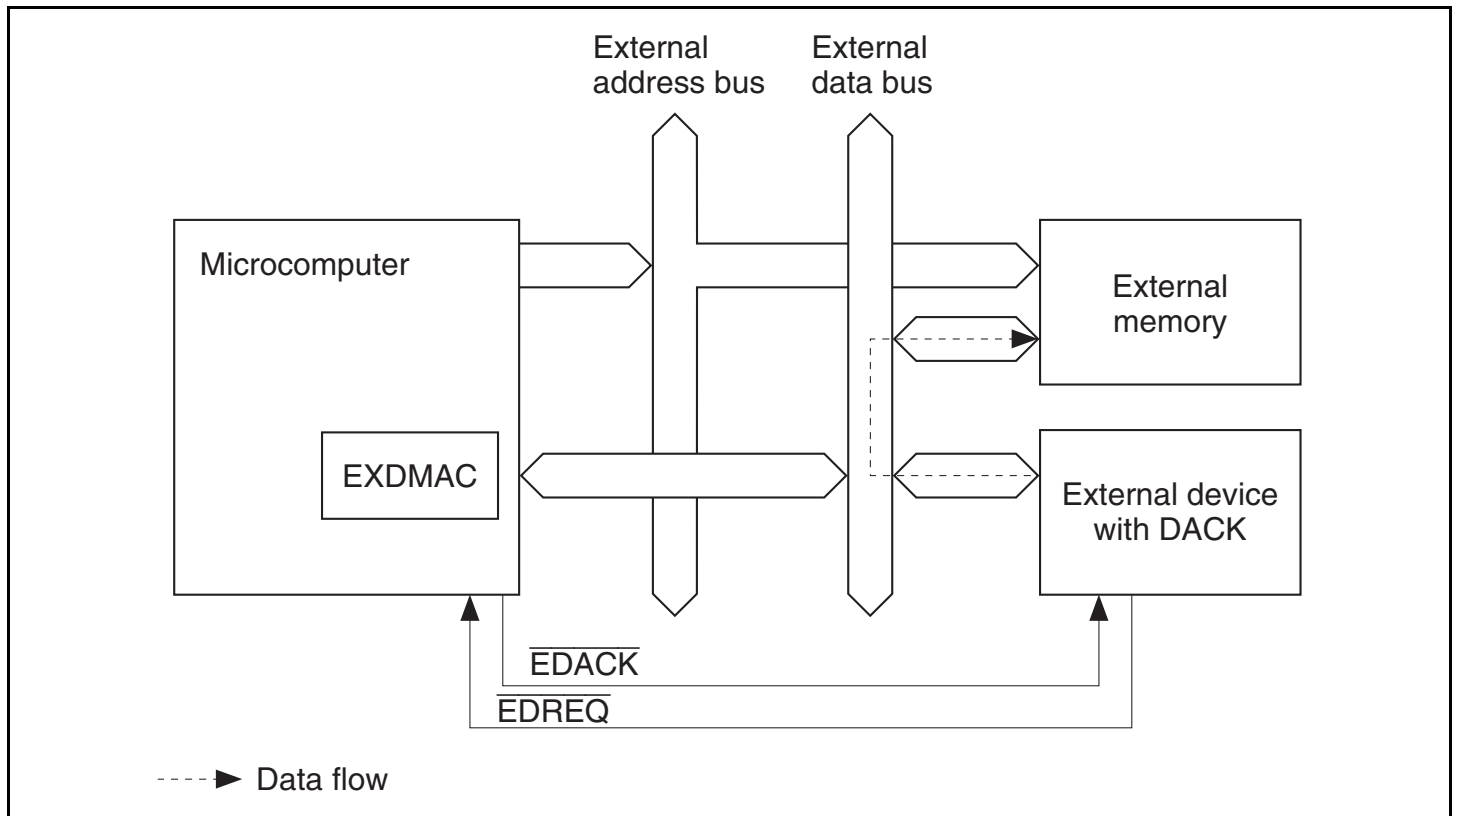 External
address bus
External
data bus
Microcomputer
External
memory
EXDMAC
External device
with DACK
EDACK
EDREQ
Data flow